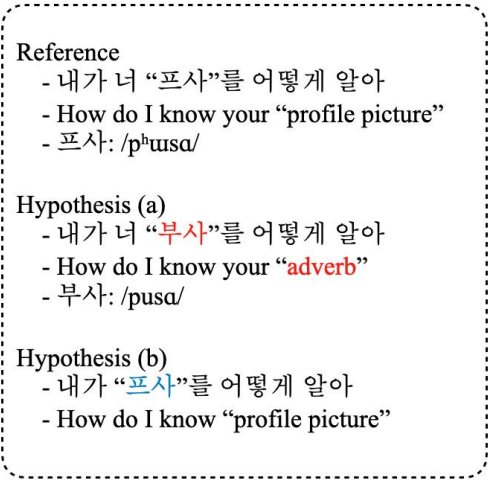 Reference
- 내가 너 “프사”를 어떻게 알아
- How do I know your “profile picture”
- 프사: /pʰɯsɑ/
Hypothesis (a)
- 내가 너 “부사”를 어떻게 알아
- How do I know your “adverb”
- 부사: /pusɑ/
Hypothesis (b)
- 내가 “프사”를 어떻게 알아
- How do I know “profile picture”